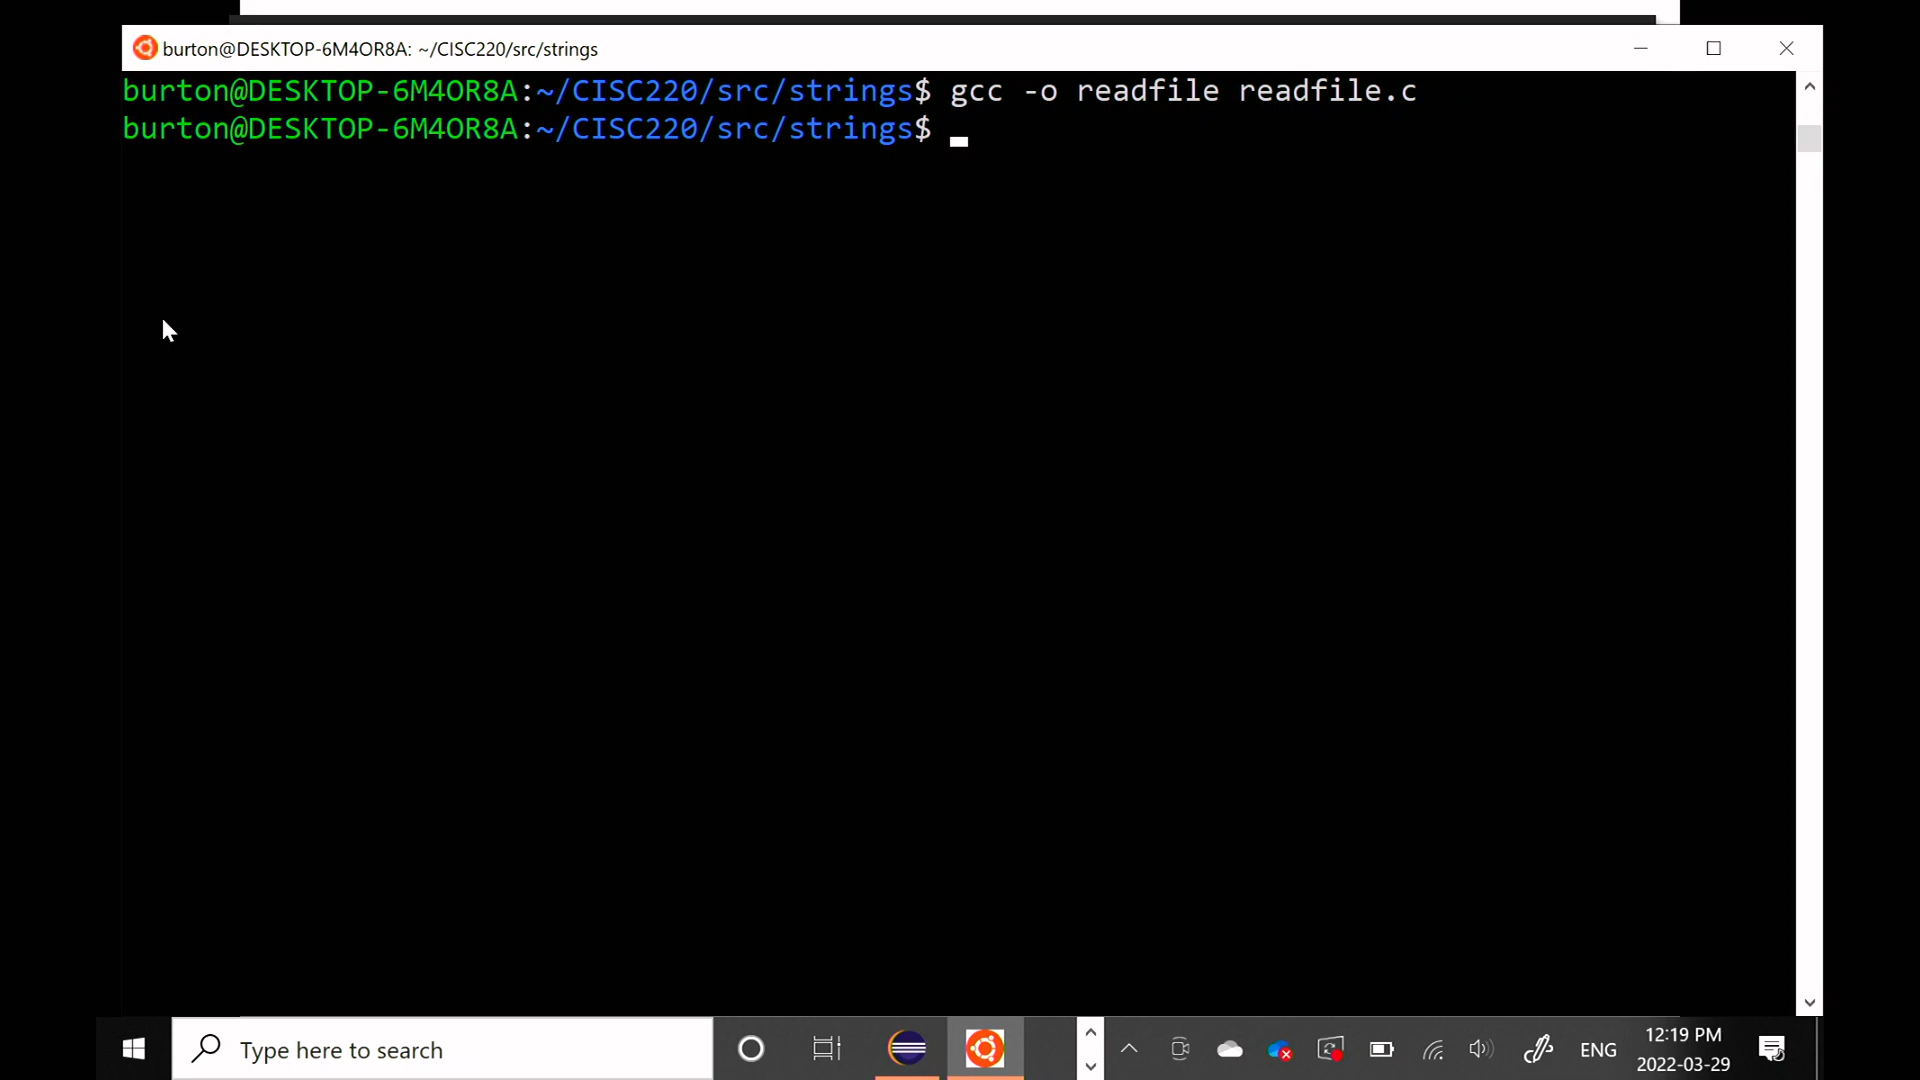 burton@DESKTOP-6M4OR8A: ~/CISC220/src/strings
burton@DESKTOP-6M4OR8A:~/CISC220/src/strings$ gcc -o readfile readfile.c
burton@DESKTOP-6M4OR8A:~/CISC220/src/strings$
Type here to search
ENG
12:19 PM
2022-03-29